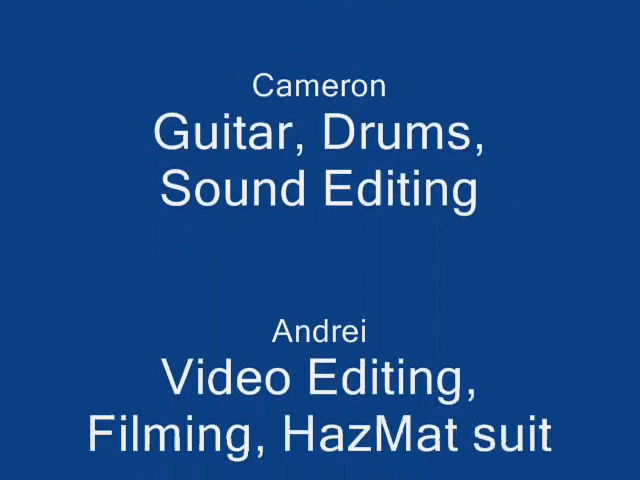 Cameron
Guitar, Drums,
Sound Editing
Andrei
Video Editing,
Filming, HazMat suit